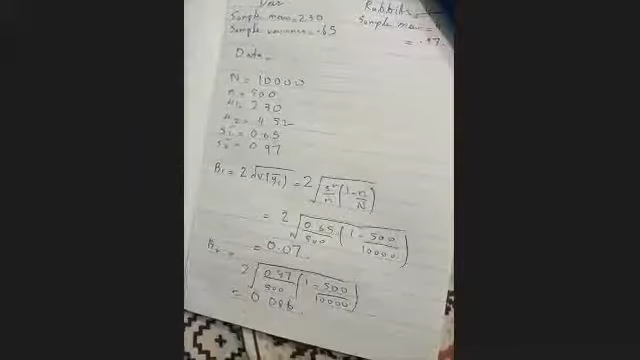 Rabbits
Sample mean = 2.30
Sample mean = 4
Sample variance = .65
= .97
Data =
N = 10000
n = 500
μ1 = 2 30
μ2 = 4 52
s1² = 0.65
s2² = 0.97
B1 = 2 √V(ȳ1) = 2 √(s²/n (1 - n/N))
= 2 √(0.65/500 (1 - 500/10000))
= 0.07
B2 =
2 √(0.97/500 (1 - 500/10000))
= 0.086